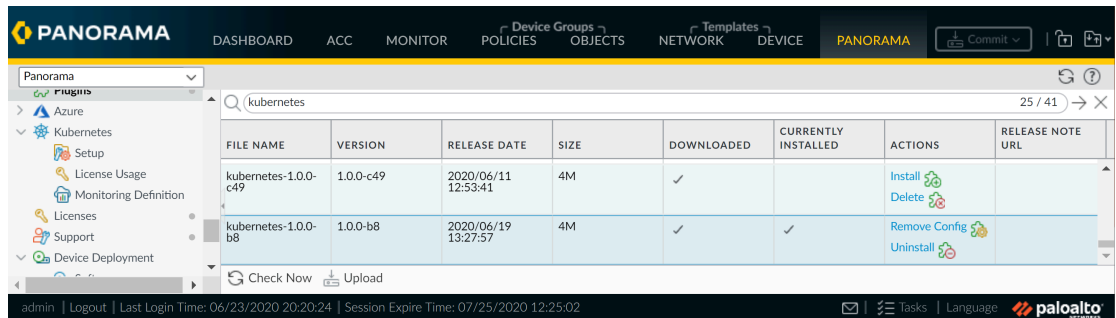 PANORAMA
Device Groups
Templates
DASHBOARD ACC MONITOR POLICIES OBJECTS NETWORK DEVICE PANORAMA Commit
Panorama
Plugins
Azure
Kubernetes
Setup
License Usage
Monitoring Definition
Licenses
Support
Device Deployment
kubernetes 25 / 41
FILE NAME VERSION RELEASE DATE SIZE DOWNLOADED CURRENTLY INSTALLED ACTIONS RELEASE NOTE URL
kubernetes-1.0.0-c49 1.0.0-c49 2020/06/11 12:53:41 4M Install
Delete
kubernetes-1.0.0-b8 1.0.0-b8 2020/06/19 13:27:57 4M Remove Config
Uninstall
Check Now Upload
admin | Logout | Last Login Time: 06/23/2020 20:20:24 | Session Expire Time: 07/25/2020 12:25:02 | Tasks | Language paloalto
NETWORKS